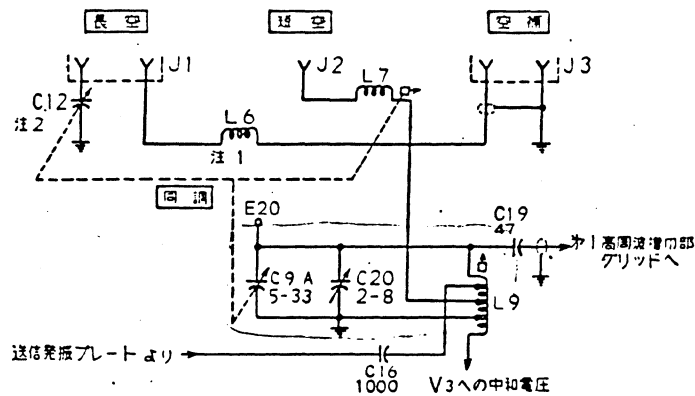 長空
短空
空補
J1
J2
L7
J3
C12
注2
L6
注1
同調
E20
C19
47
第1高周波増巾部
グリッドへ
C9A
5-33
C20
2-8
L9
送信発振プレートより
C16
1000
V3への中和電圧